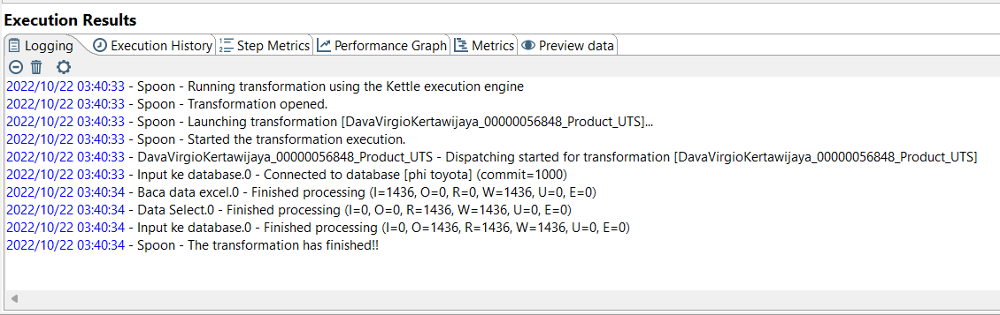 Execution Results
Logging Execution History Step Metrics Performance Graph Metrics Preview data
2022/10/22 03:40:33 - Spoon - Running transformation using the Kettle execution engine
2022/10/22 03:40:33 - Spoon - Transformation opened.
2022/10/22 03:40:33 - Spoon - Launching transformation [DavaVirgioKertawijaya_00000056848_Product_UTS]...
2022/10/22 03:40:33 - Spoon - Started the transformation execution.
2022/10/22 03:40:33 - DavaVirgioKertawijaya_00000056848_Product_UTS - Dispatching started for transformation [DavaVirgioKertawijaya_00000056848_Product_UTS]
2022/10/22 03:40:33 - Input ke database.0 - Connected to database [phi toyota] (commit=1000)
2022/10/22 03:40:34 - Baca data excel.0 - Finished processing (I=1436, O=0, R=0, W=1436, U=0, E=0)
2022/10/22 03:40:34 - Data Select.0 - Finished processing (I=0, O=0, R=1436, W=1436, U=0, E=0)
2022/10/22 03:40:34 - Input ke database.0 - Finished processing (I=0, O=1436, R=1436, W=1436, U=0, E=0)
2022/10/22 03:40:34 - Spoon - The transformation has finished!!